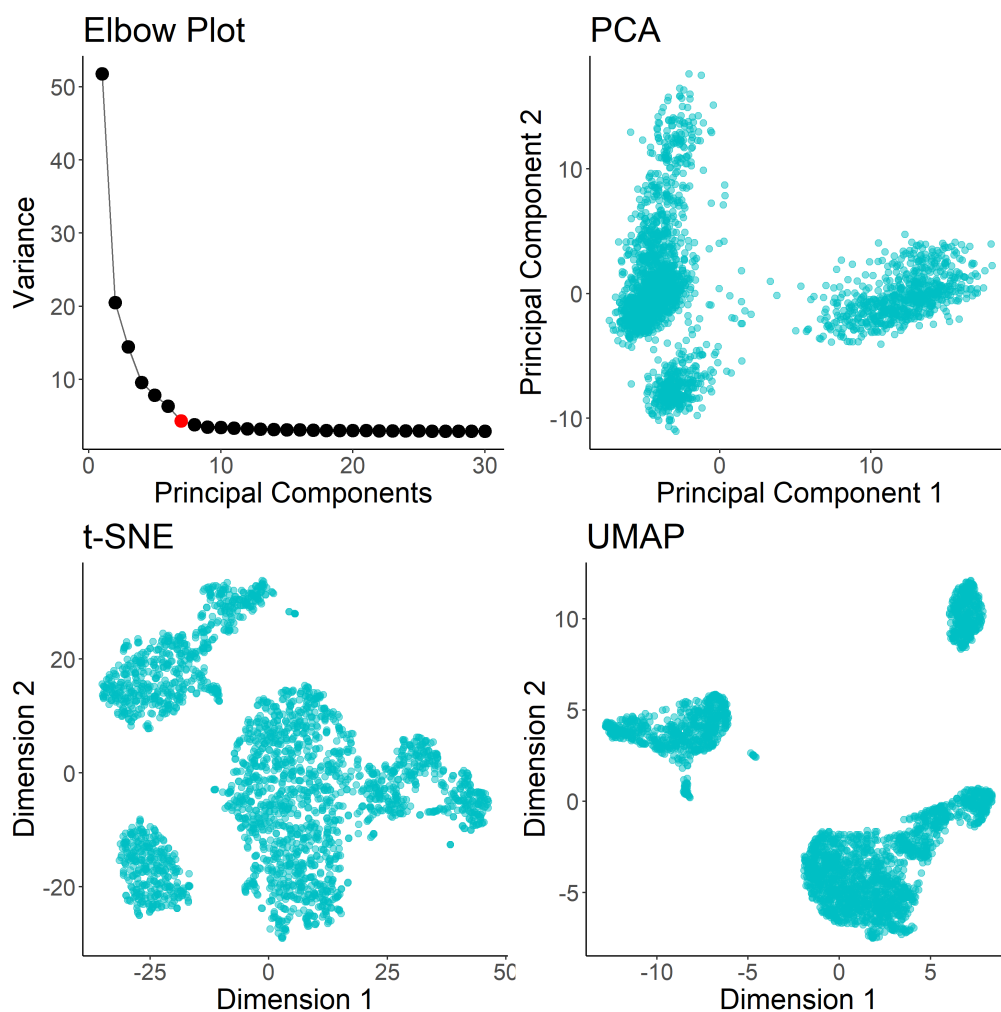 Elbow Plot
50
40
30
20
10
Variance
0
10
20
30
Principal Components
PCA
10
0
-10
Principal Component 2
0
10
Principal Component 1
t-SNE
20
0
-20
Dimension 2
-25
0
25
50
Dimension 1
UMAP
10
5
0
-5
Dimension 2
-10
-5
0
5
Dimension 1